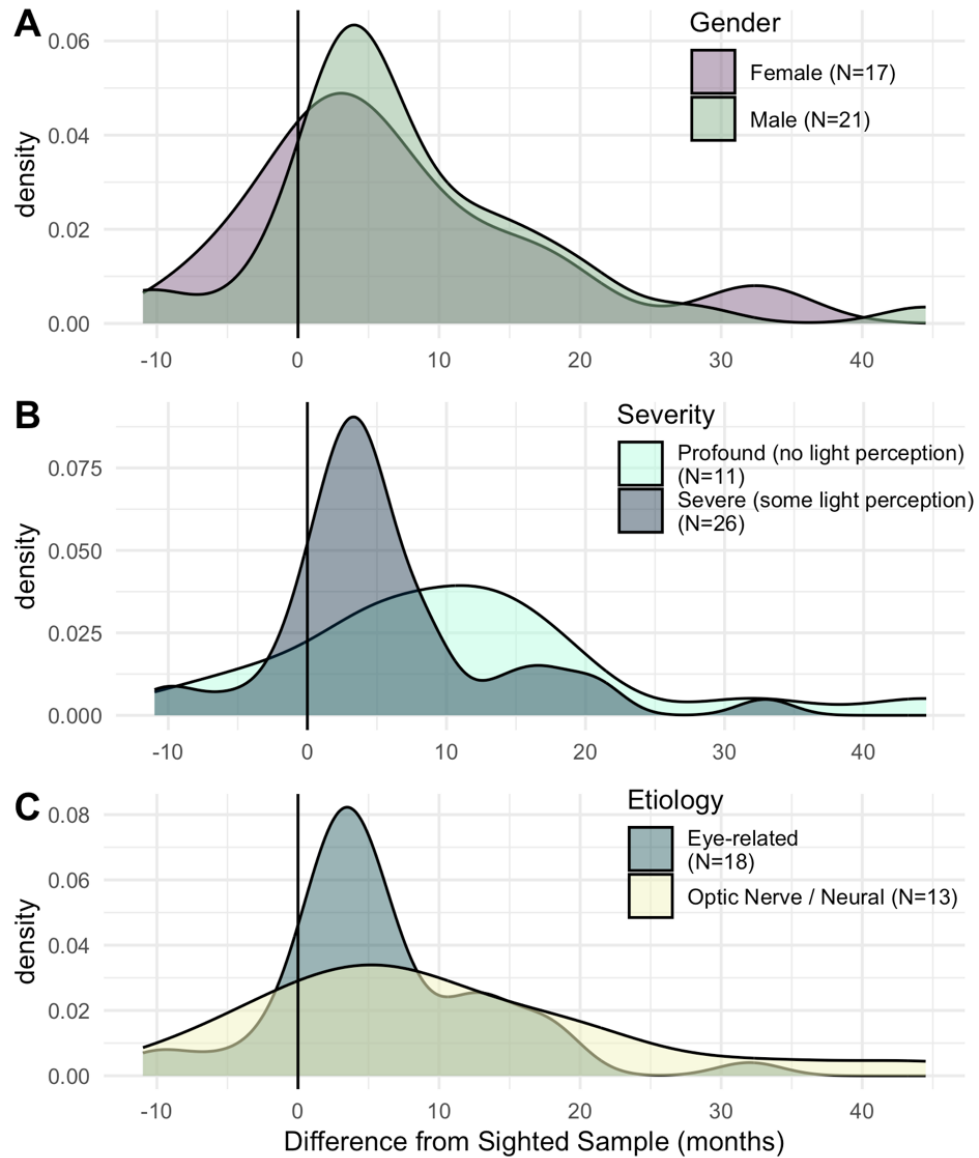 A
Gender
Female (N=17)
Male (N=21)
density
0.06
0.04
0.02
0.00
-10 0 10 20 30 40
B
Severity
Profound (no light perception)
(N=11)
Severe (some light perception)
(N=26)
density
0.075
0.050
0.025
0.000
-10 0 10 20 30 40
C
Etiology
Eye-related
(N=18)
Optic Nerve / Neural (N=13)
density
0.08
0.06
0.04
0.02
0.00
-10 0 10 20 30 40
Difference from Sighted Sample (months)